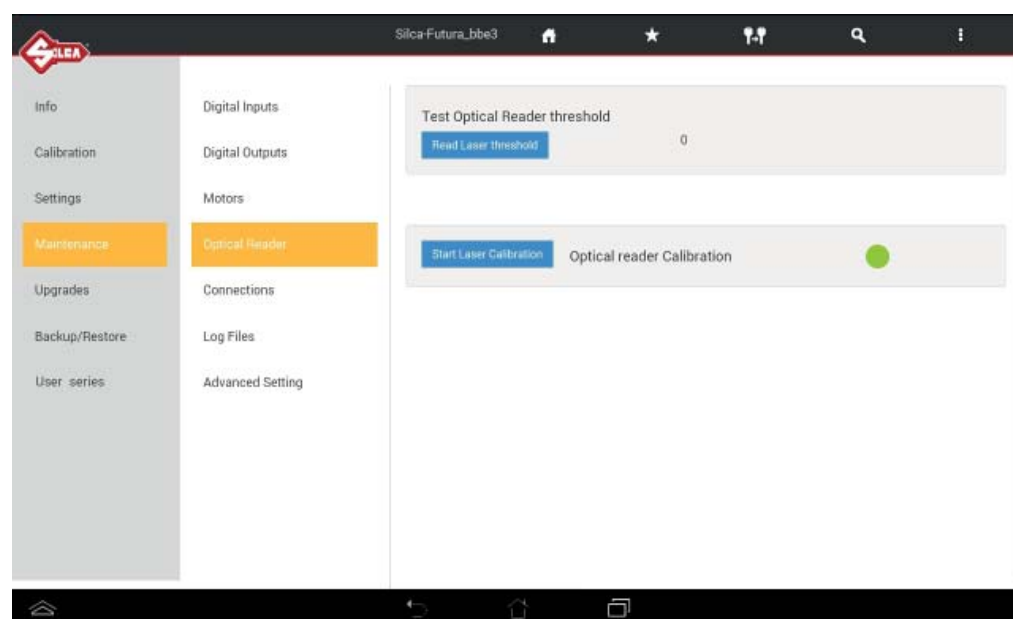 Silca-Futura_bbe3
SILCA
Info
Calibration
Settings
Maintenance
Upgrades
Backup/Restore
User series
Digital Inputs
Digital Outputs
Motors
Optical Reader
Connections
Log Files
Advanced Setting
Test Optical Reader threshold
Read Laser threshold 0
Start Laser Calibration Optical reader Calibration